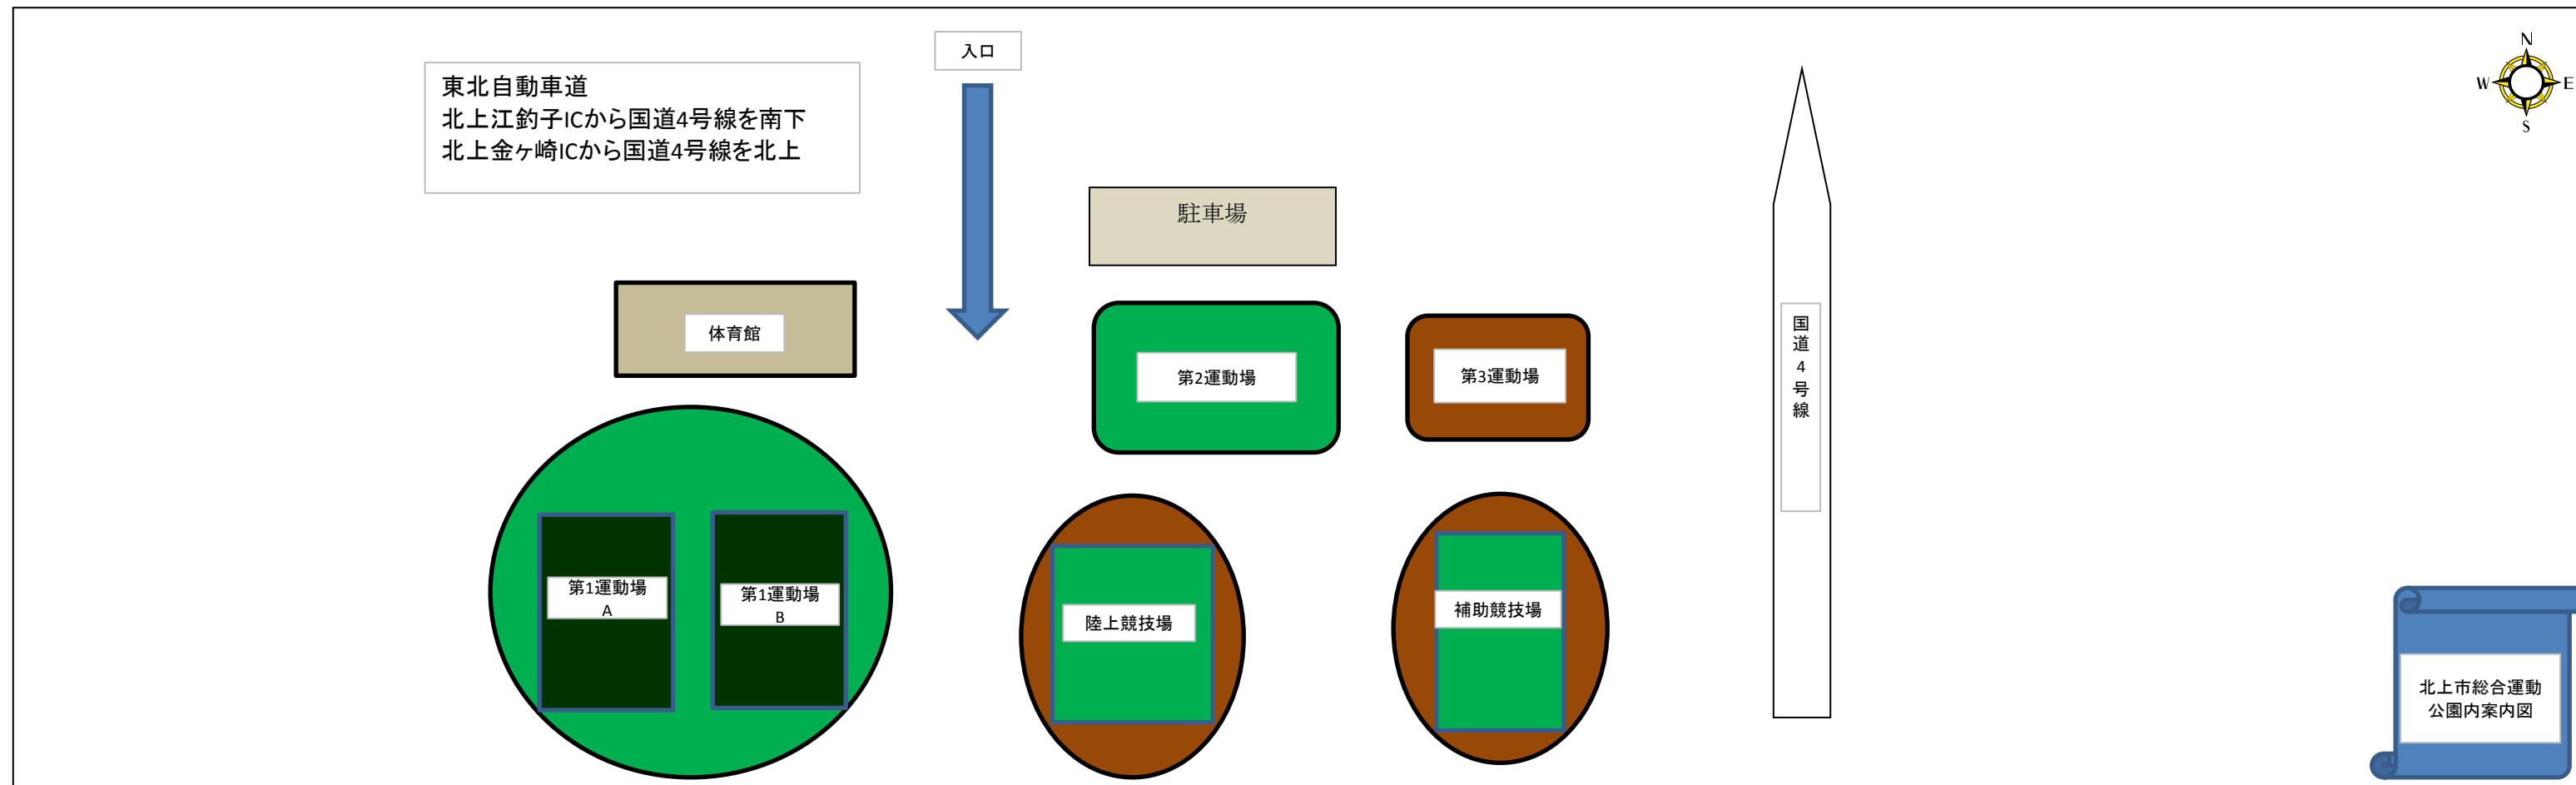 入口
東北自動車道
北上江釣子ICから国道4号線を南下
北上金ヶ崎ICから国道4号線を北上
N
W
E
S
駐車場
体育館
第2運動場
第3運動場
国道4号線
第1運動場
A
第1運動場
B
陸上競技場
補助競技場
北上市総合運動
公園内案内図